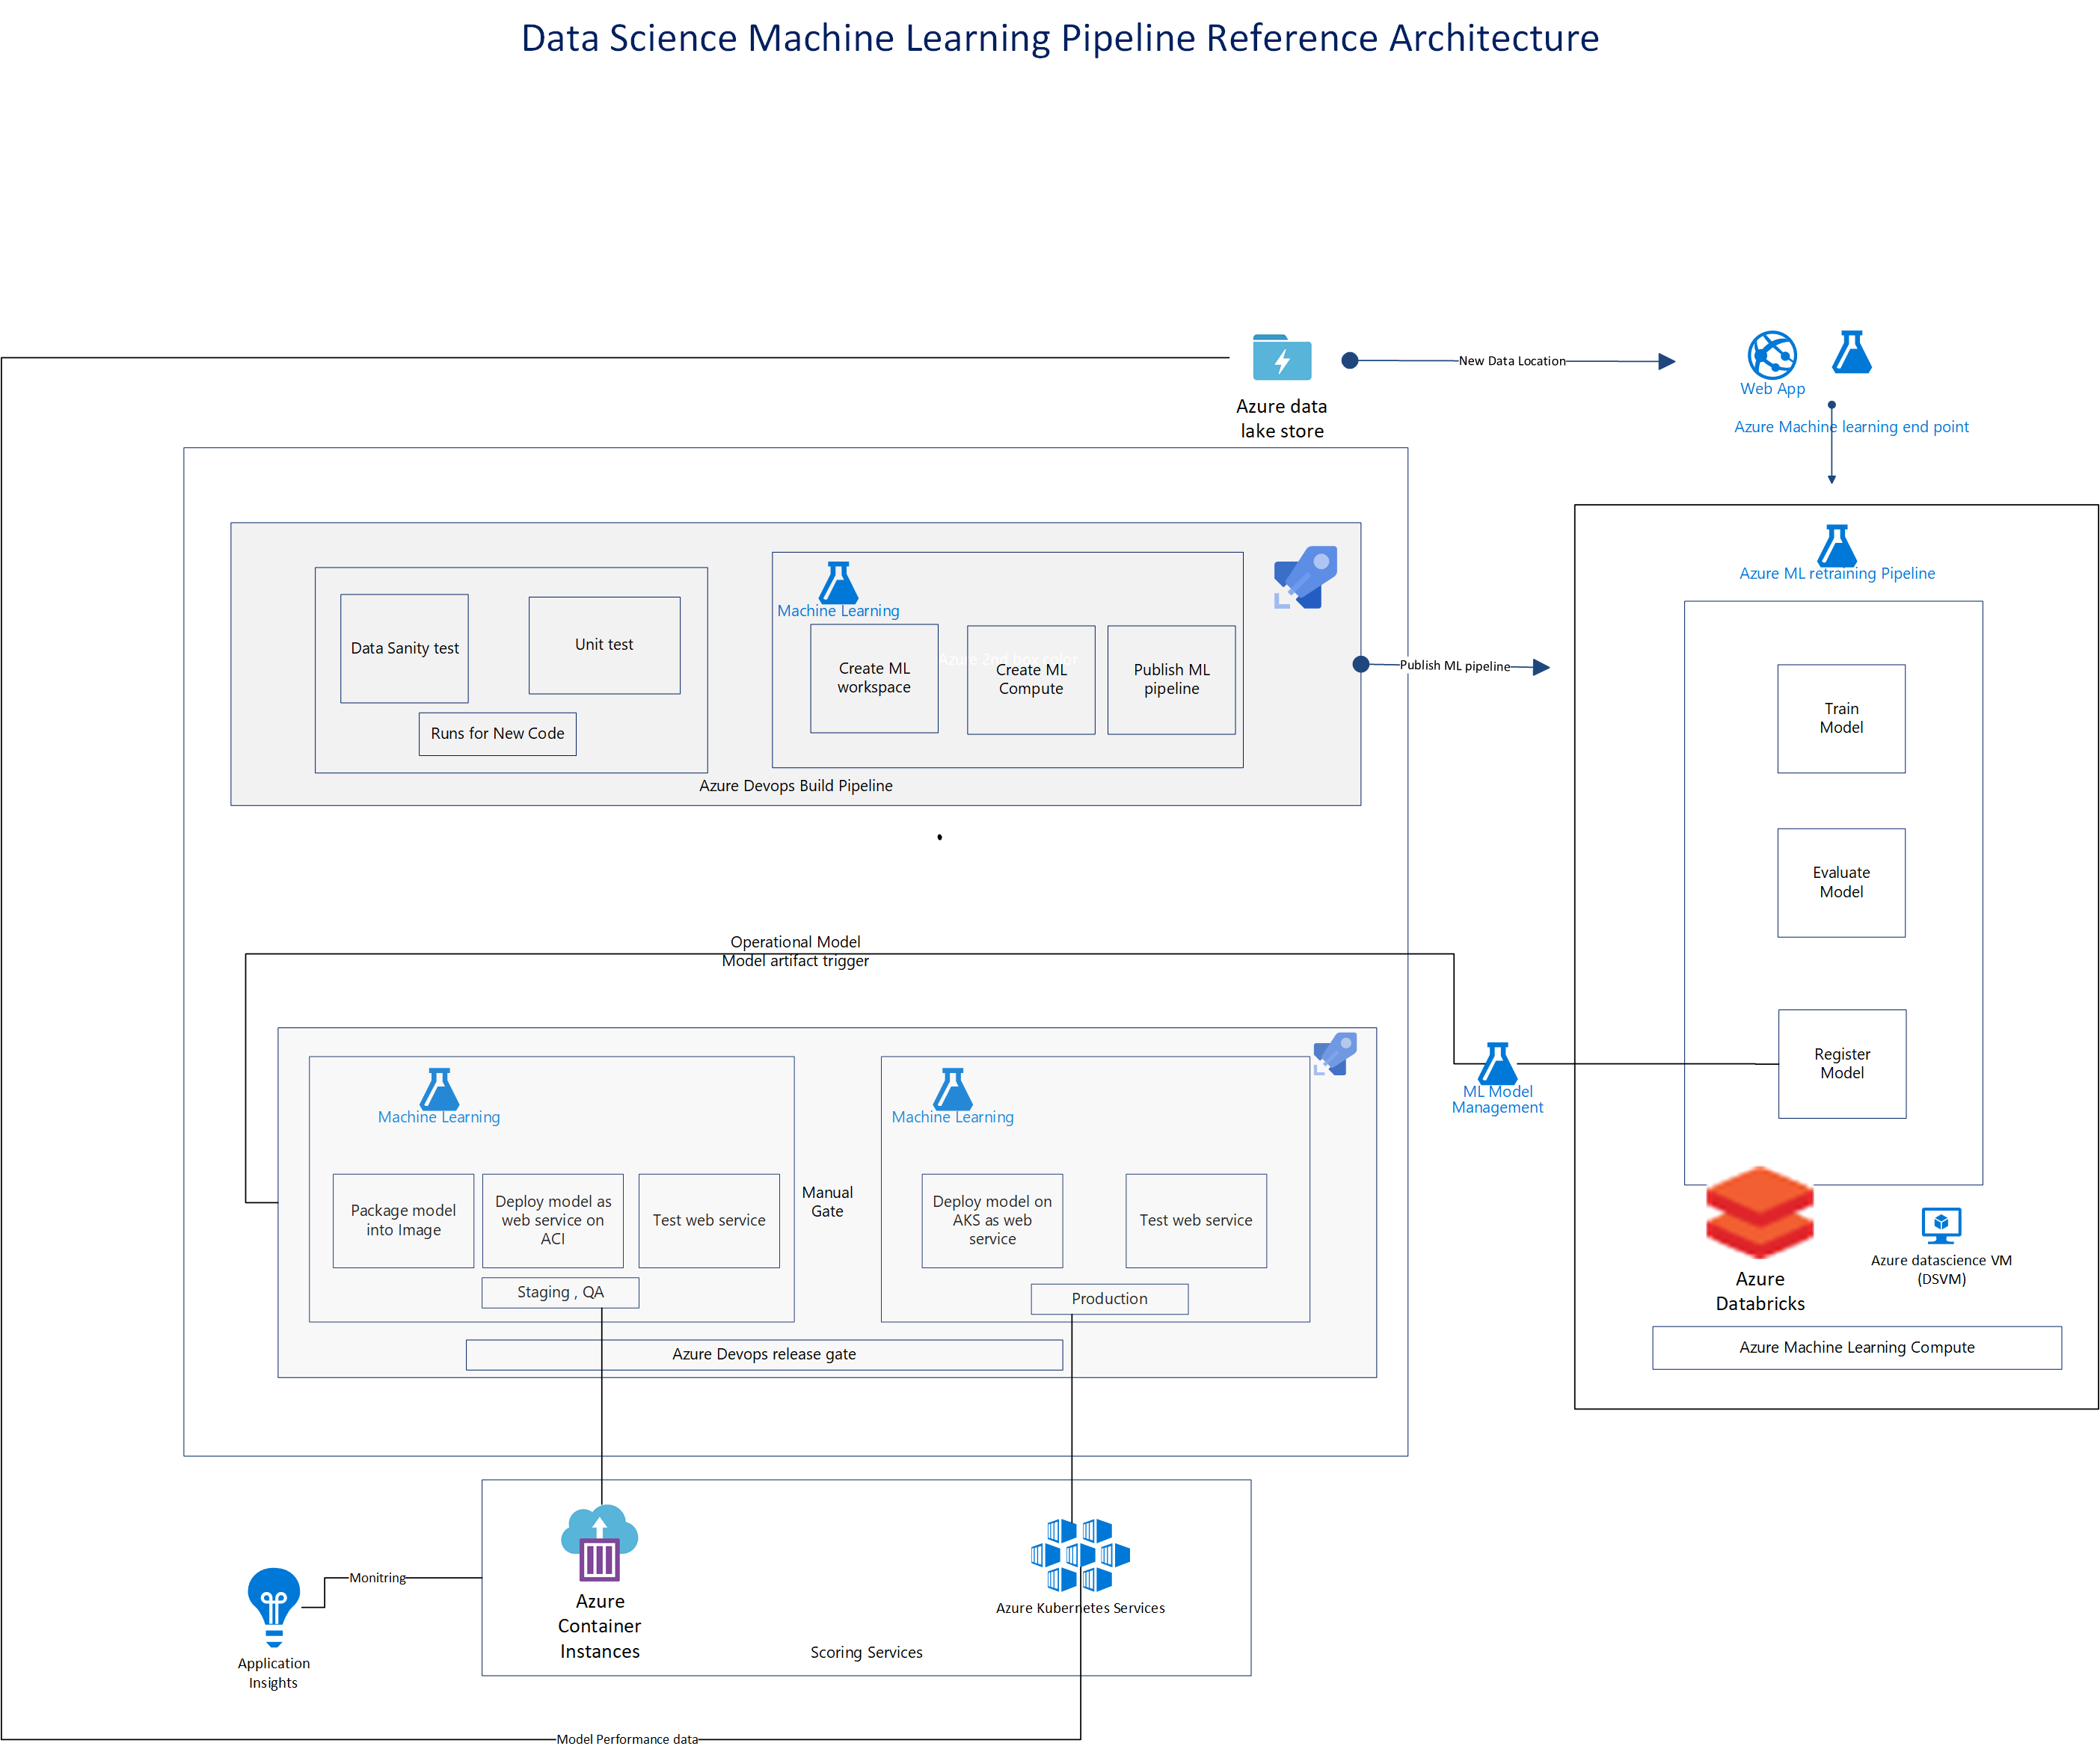 Data Science Machine Learning Pipeline Reference Architecture
New Data Location
Web App
Azure data
lake store
Azure Machine learning end point
Azure ML retraining Pipeline
Machine Learning
Data Sanity test
Unit test
Azure 2nd box color
Create ML
workspace
Create ML
Compute
Publish ML
pipeline
Publish ML pipeline
Runs for New Code
Azure Devops Build Pipeline
Train
Model
Evaluate
Model
Operational Model
Model artifact trigger
Register
Model
ML Model
Management
Machine Learning
Machine Learning
Package model
into Image
Deploy model as
web service on
ACI
Test web service
Manual
Gate
Deploy model on
AKS as web
service
Test web service
Staging , QA
Production
Azure Devops release gate
Azure
Databricks
Azure datascience VM
(DSVM)
Azure Machine Learning Compute
Monitring
Application
Insights
Azure
Container
Instances
Azure Kubernetes Services
Scoring Services
Model Performance data